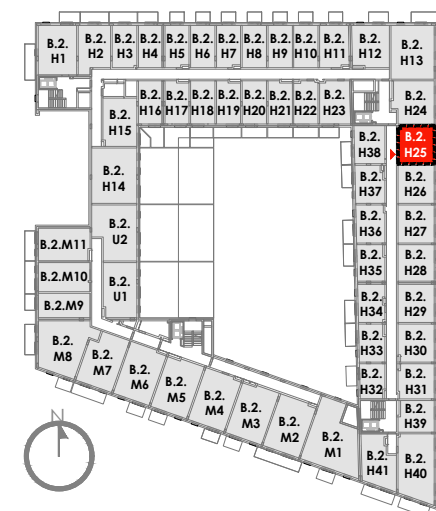 B.2.
H1
B.2.
H2
B.2.
H3
B.2.
H4
B.2.
H5
B.2.
H6
B.2.
H7
B.2.
H8
B.2.
H9
B.2.
H10
B.2.
H11
B.2.
H12
B.2.
H13
B.2.
H16
B.2.
H17
B.2.
H18
B.2.
H19
B.2.
H20
B.2.
H21
B.2.
H22
B.2.
H23
B.2.
H24
B.2.
H15
B.2.
H38
B.2.
H25
B.2.
H14
B.2.
H37
B.2.
H26
B.2.
U2
B.2.
H36
B.2.
H27
B.2.M11
B.2.
H35
B.2.
H28
B.2.M10
B.2.
U1
B.2.
H34
B.2.
H29
B.2.M9
B.2.
M8
B.2.
M7
B.2.
M6
B.2.
M5
B.2.
M4
B.2.
M3
B.2.
M2
B.2.
M1
B.2.
H33
B.2.
H30
B.2.
H32
B.2.
H31
B.2.
H39
B.2.
H41
B.2.
H40
N